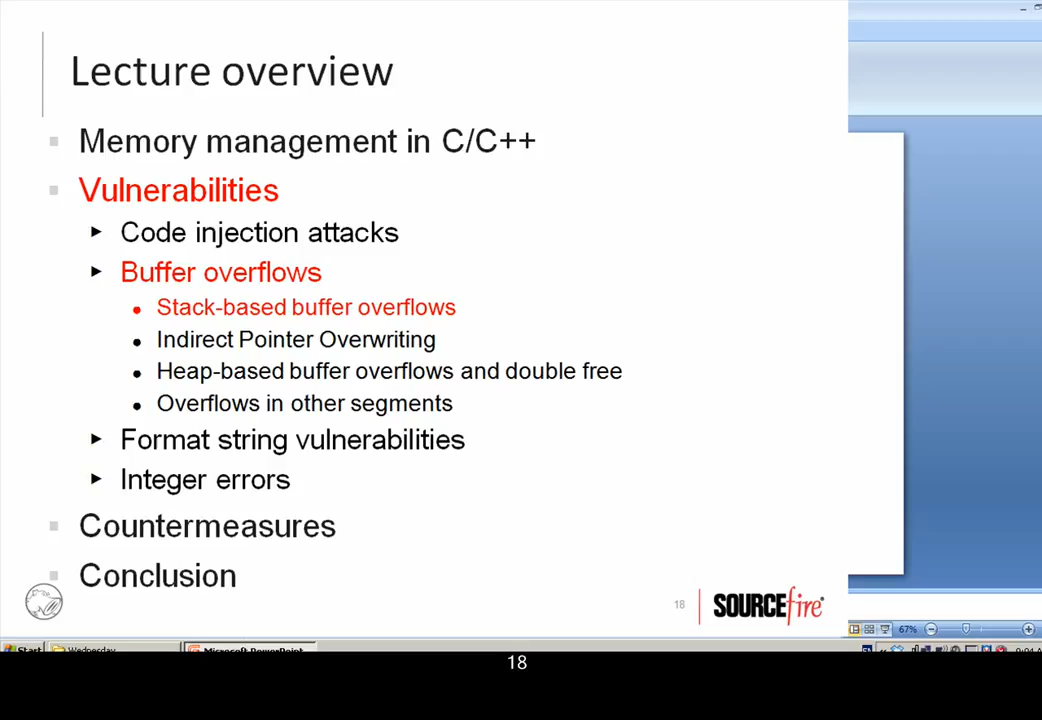 Lecture overview
Memory management in C/C++
Vulnerabilities
Code injection attacks
Buffer overflows
Stack-based buffer overflows
Indirect Pointer Overwriting
Heap-based buffer overflows and double free
Overflows in other segments
Format string vulnerabilities
Integer errors
Countermeasures
Conclusion
18 SOURCEfire
67%
Start Wednesday Microsoft PowerPoint
18